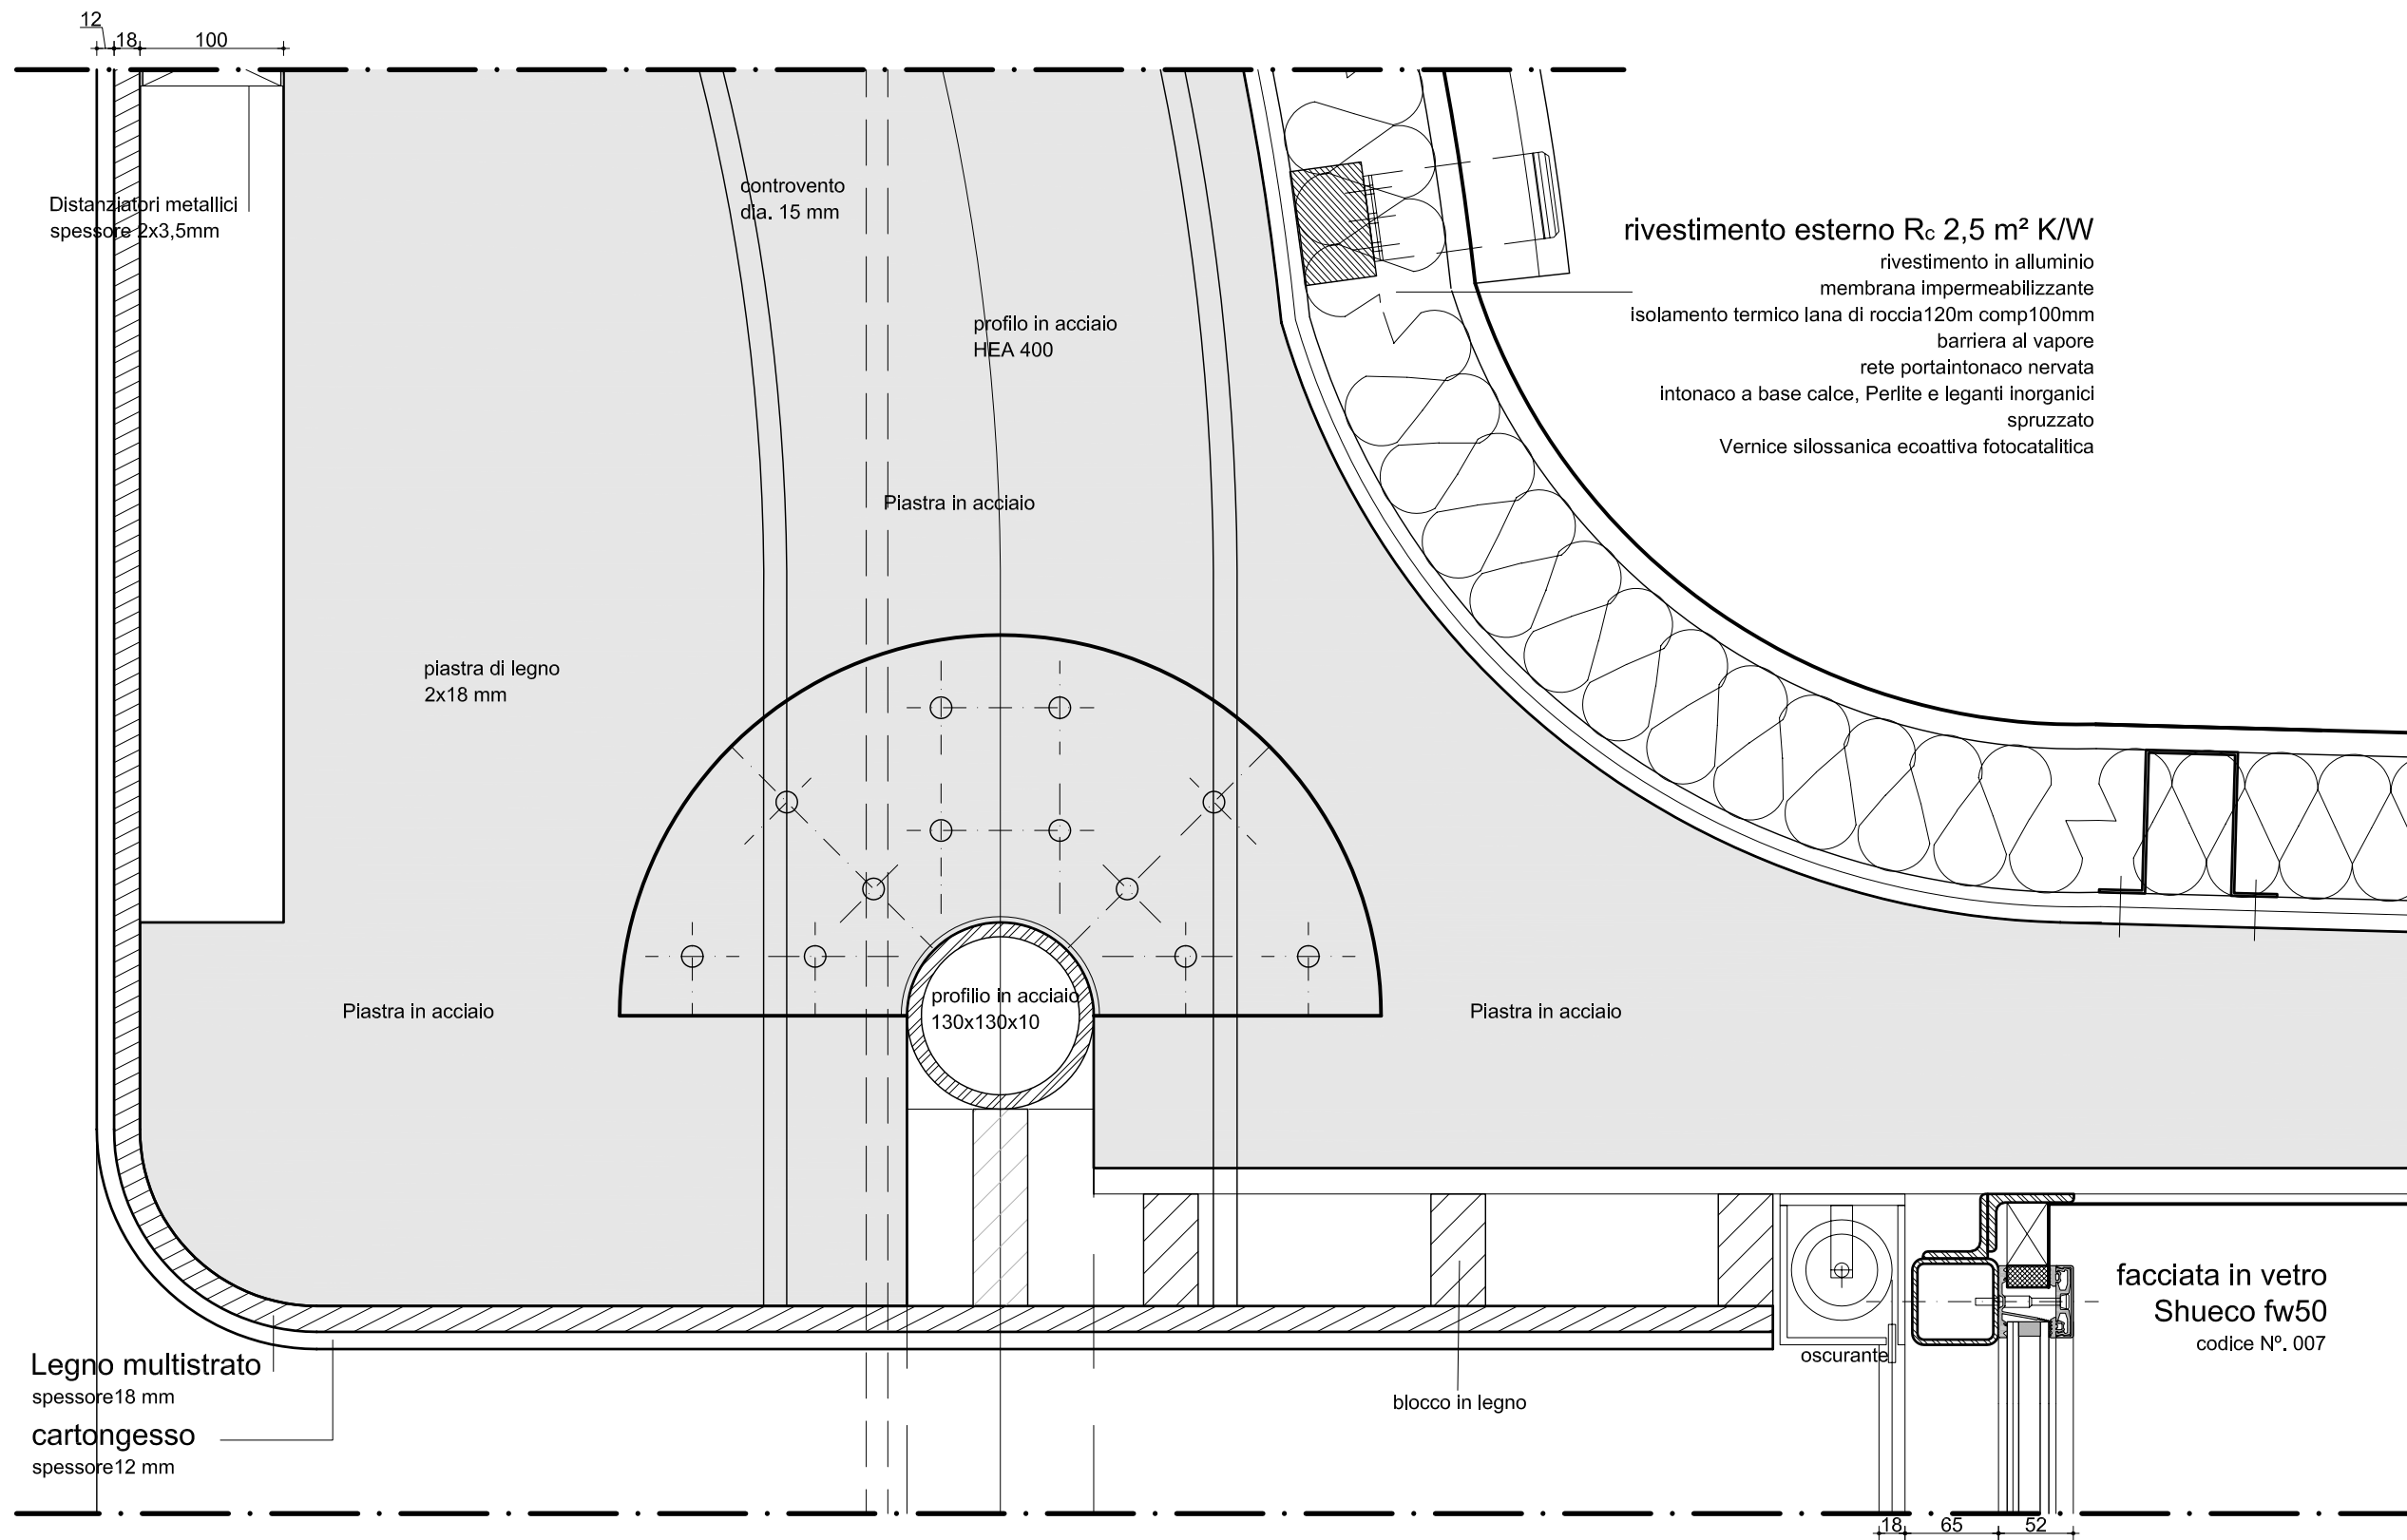 12
18
100
Distanziatori metallici
spessore 2x3,5mm
controvento
dia. 15 mm
profilo in acciaio
HEA 400
rivestimento esterno Rc 2,5 m² K/W
rivestimento in alluminio
membrana impermeabilizzante
isolamento termico lana di roccia120m comp100mm
barriera al vapore
rete portaintonaco nervata
intonaco a base calce, Perlite e leganti inorganici
spruzzato
Vernice silossanica ecoattiva fotocatalitica
Piastra in acciaio
piastra di legno
2x18 mm
Piastra in acciaio
profilio in acciaio
130x130x10
Piastra in acciaio
facciata in vetro
Shueco fw50
codice Nº. 007
oscurante
blocco in legno
Legno multistrato
spessore18 mm
cartongesso
spessore12 mm
18
65
52